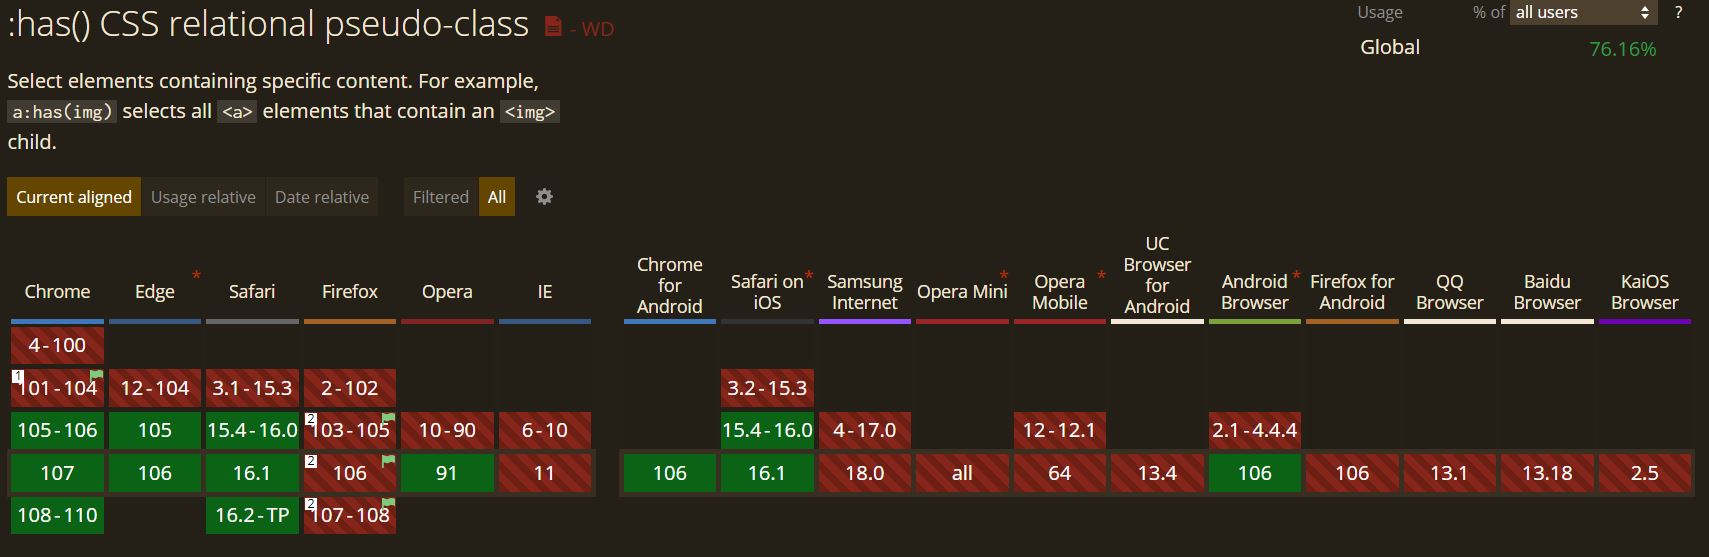 :has() CSS relational pseudo-class - WD
Usage % of all users ?
Global 76.16%
Select elements containing specific content. For example,
a:has(img) selects all <a> elements that contain an <img>
child.
Current aligned Usage relative Date relative Filtered All
Chrome Edge * Safari Firefox Opera IE Chrome for Android Safari on iOS * Samsung Internet Opera Mini * Opera Mobile * UC Browser for Android Android Browser * Firefox for Android QQ Browser Baidu Browser KaiOS Browser
4-100
1 101-104 12-104 3.1-15.3 2-102 3.2-15.3
105-106 105 15.4-16.0 2 103-105 10-90 6-10 15.4-16.0 4-17.0 12-12.1 2.1-4.4.4
107 106 16.1 2 106 91 11 106 16.1 18.0 all 64 13.4 106 106 13.1 13.18 2.5
108-110 16.2-TP 2 107-108